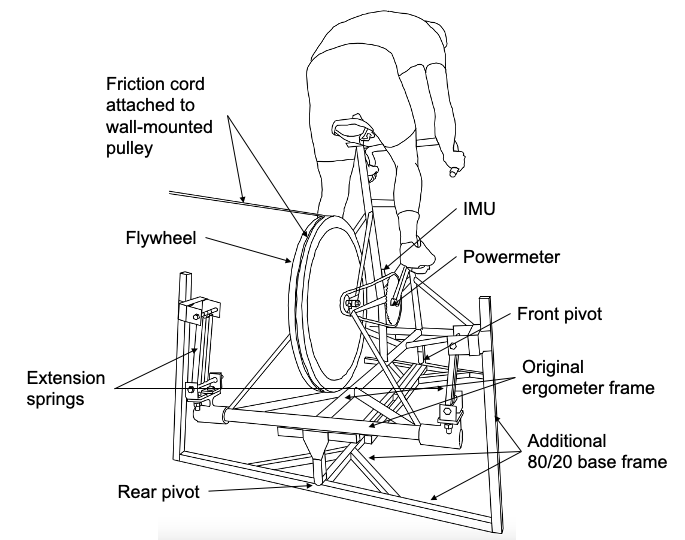 Friction cord
attached to
wall-mounted
pulley
IMU
Flywheel
Powermeter
Front pivot
Extension
springs
Original
ergometer frame
Additional
80/20 base frame
Rear pivot